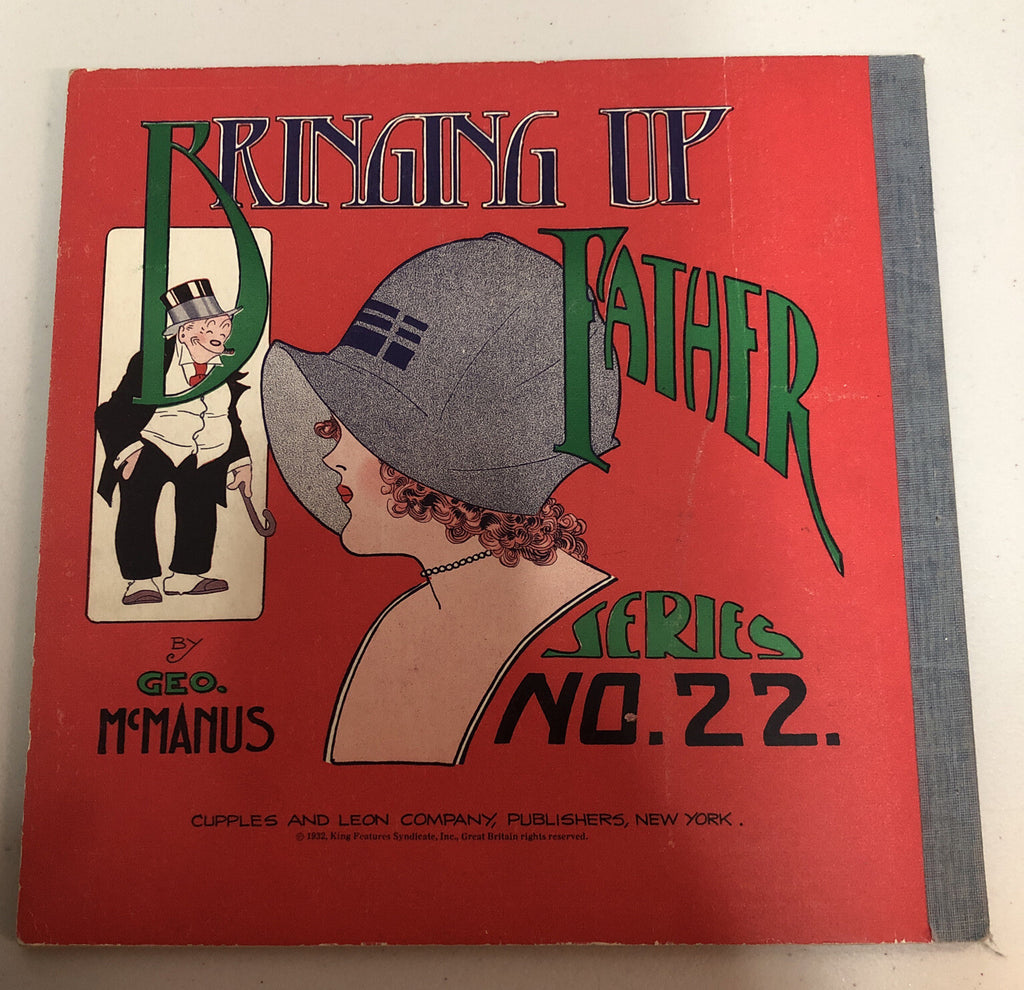 BRINGING UP
FATHER
SERIES
NO. 22.
BY
GEO.
McMANUS
CUPPLES AND LEON COMPANY, PUBLISHERS, NEW YORK.
© 1932, King Features Syndicate, Inc., Great Britain rights reserved.